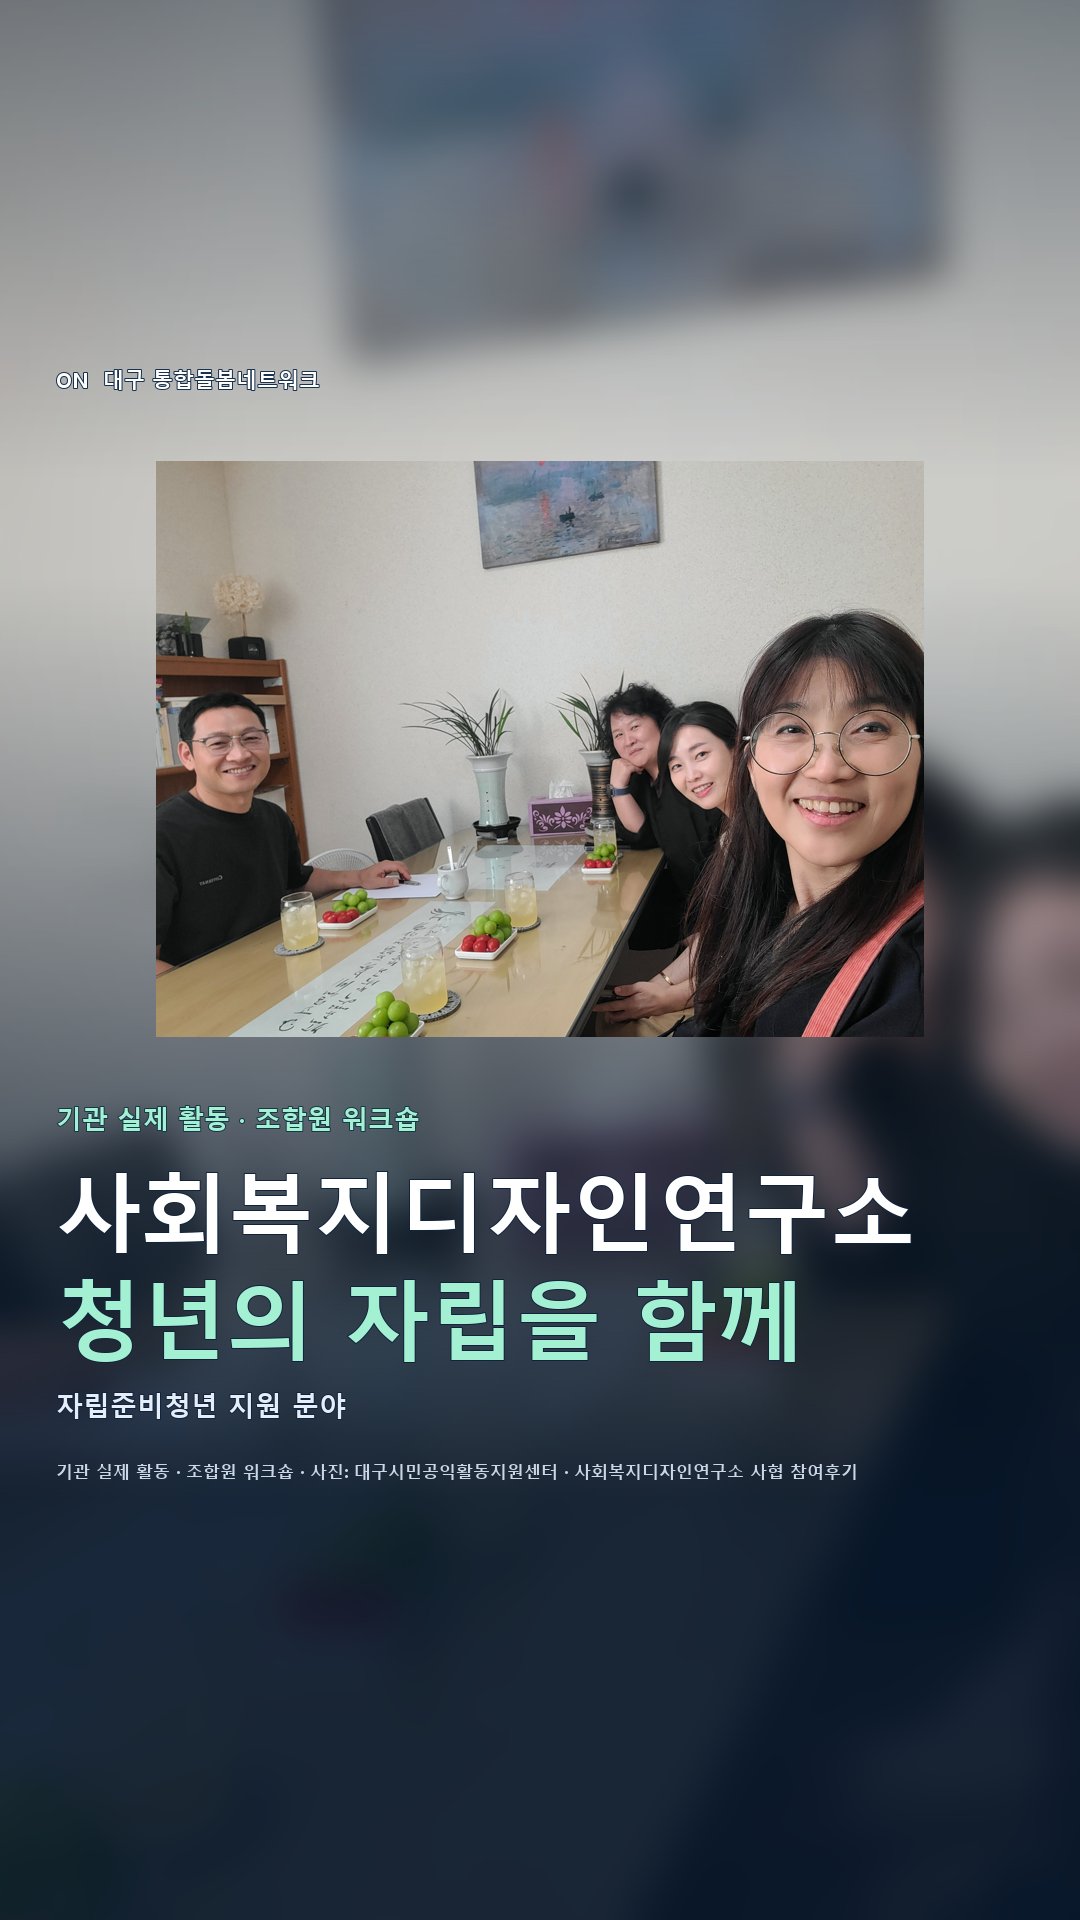 ON 대구 통합돌봄네트워크
기관 실제 활동 · 조합원 워크숍
사회복지디자인연구소
청년의 자립을 함께
자립준비청년 지원 분야
기관 실제 활동 · 조합원 워크숍 · 사진: 대구시민공익활동지원센터 · 사회복지디자인연구소 사협 참여후기